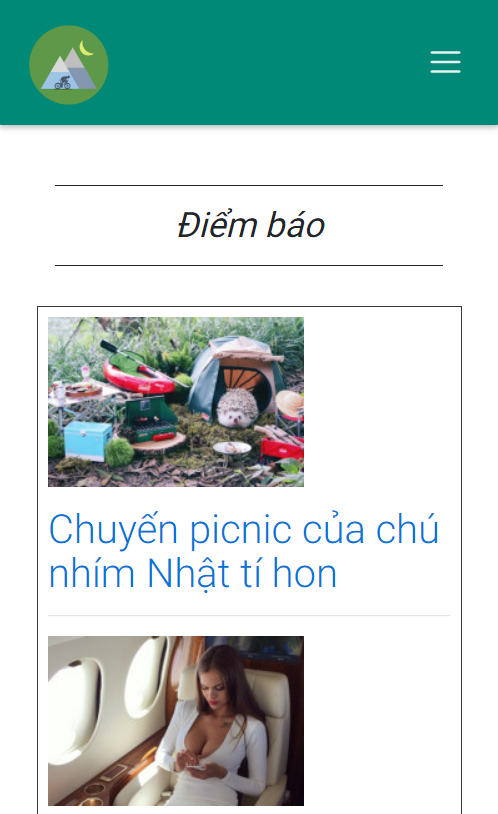 Điểm báo
Chuyến picnic của chú
nhím Nhật tí hon